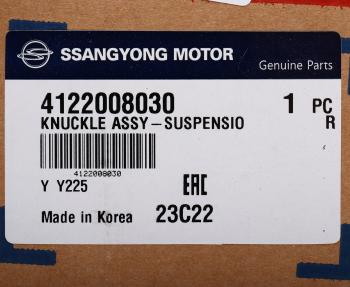 SSANGYONG MOTOR
Genuine Parts
4122008030 1 PC
KNUCKLE ASSY-SUSPENSIO R
4122008030
Y Y225 EAC
Made in Korea 23C22